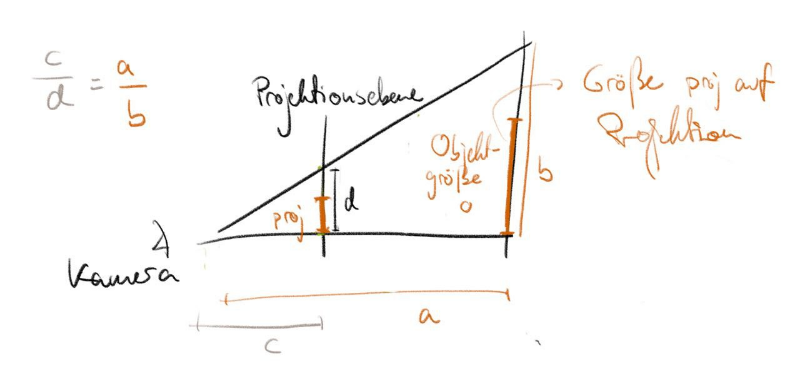 c/d = a/b
Projektionsebene
Größe proj auf
Projektion
Objekt-
größe
o
b
proj
d
Kamera
a
c